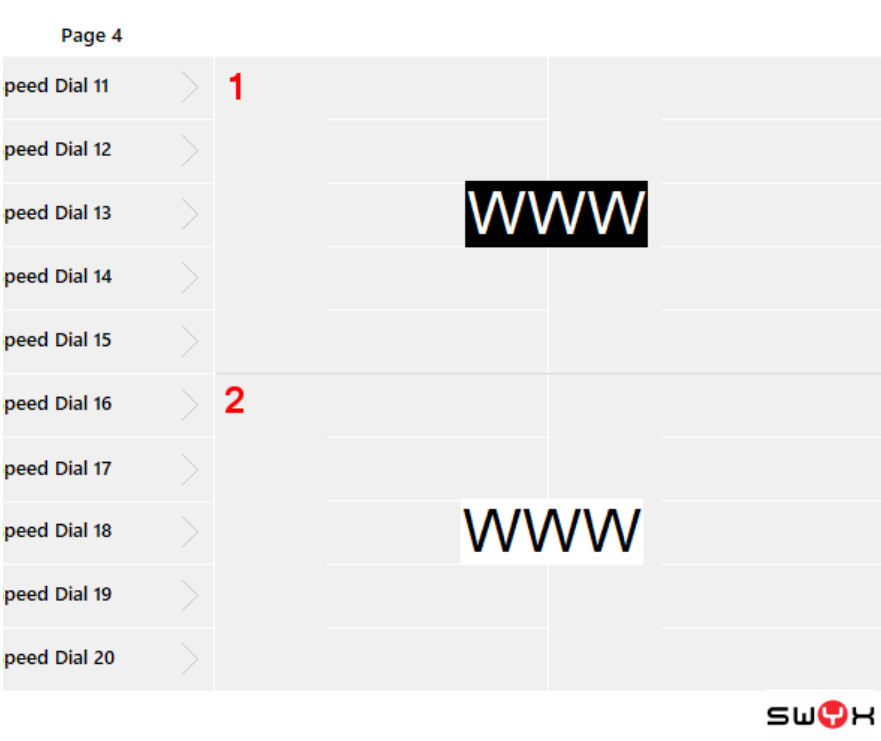 Page 4
peed Dial 11
1
peed Dial 12
peed Dial 13
WWW
peed Dial 14
peed Dial 15
peed Dial 16
2
peed Dial 17
peed Dial 18
WWW
peed Dial 19
peed Dial 20
swyx